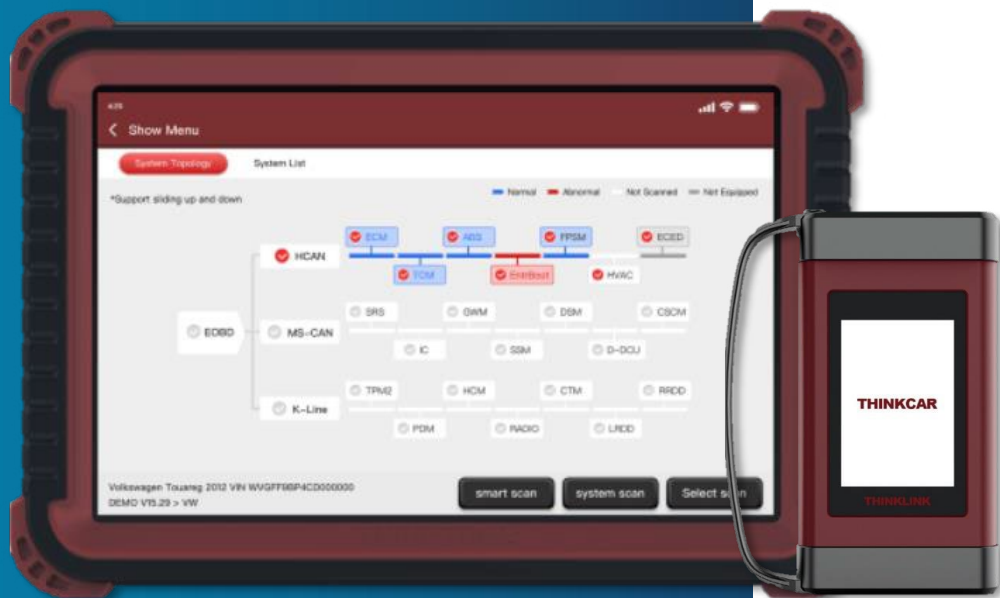 Show Menu
System Topology
System List
*Support sliding up and down
Normal
Abnormal
Not Scanned
Not Equipped
EOBD
HCAN
ECM
ABS
FPSM
ECED
TCM
EntrBout
HVAC
MS-CAN
SRS
GWM
DSM
CSCM
IC
SSM
D-DCU
K-Line
TPM2
HCM
CTM
RRDD
PDM
RADIO
LRDD
Volkswagen Touareg 2012 VIN
DEMO V15.29 > VW
smart scan
system scan
Select
THINKCAR
THINKLINK